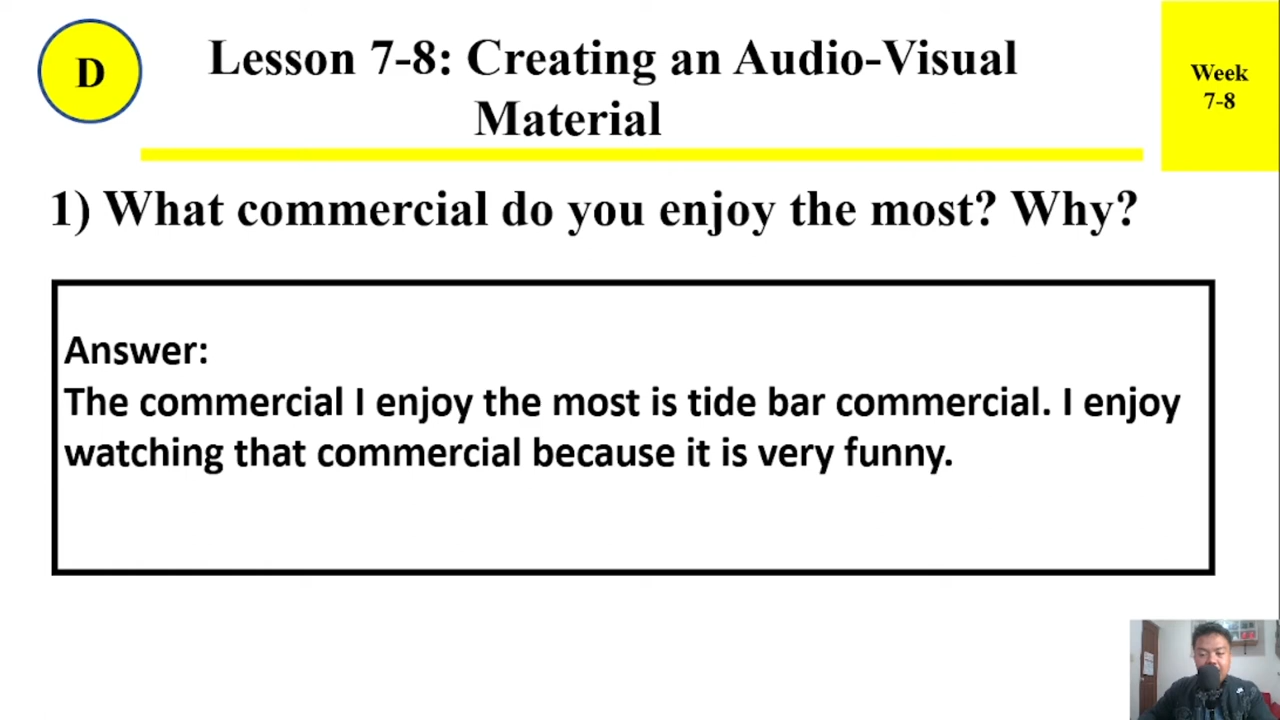 D
Lesson 7-8: Creating an Audio-Visual
Material
Week
7-8
1) What commercial do you enjoy the most? Why?
Answer:
The commercial I enjoy the most is tide bar commercial. I enjoy
watching that commercial because it is very funny.